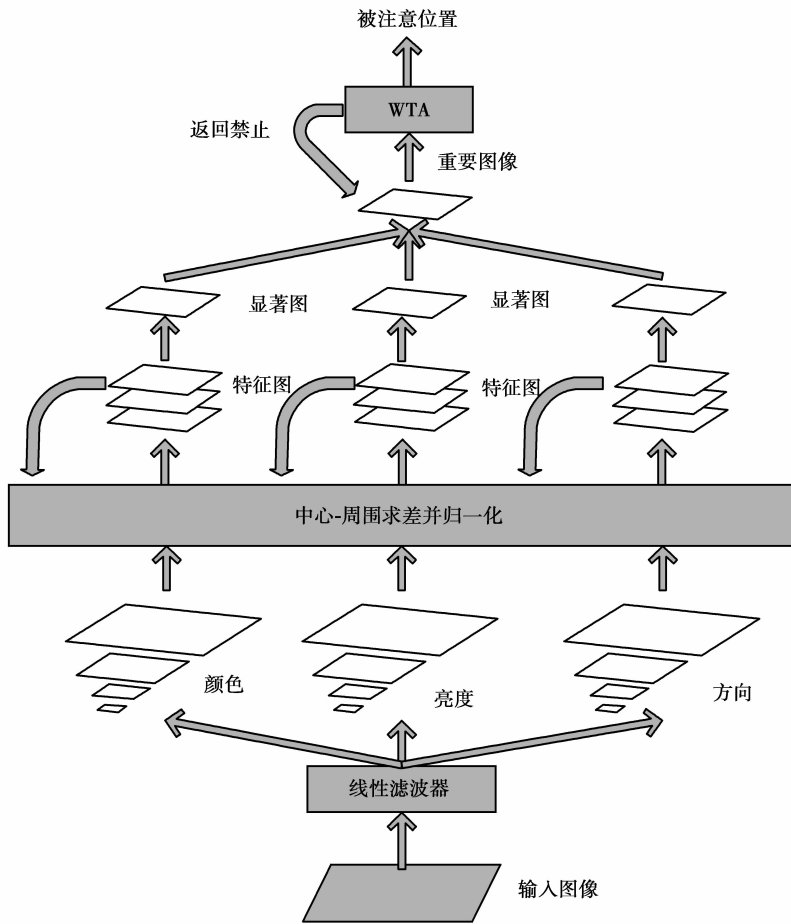 被注意位置
WTA
返回禁止
重要图像
显著图
显著图
特征图
特征图
中心-周围求差并归一化
颜色
亮度
方向
线性滤波器
输入图像